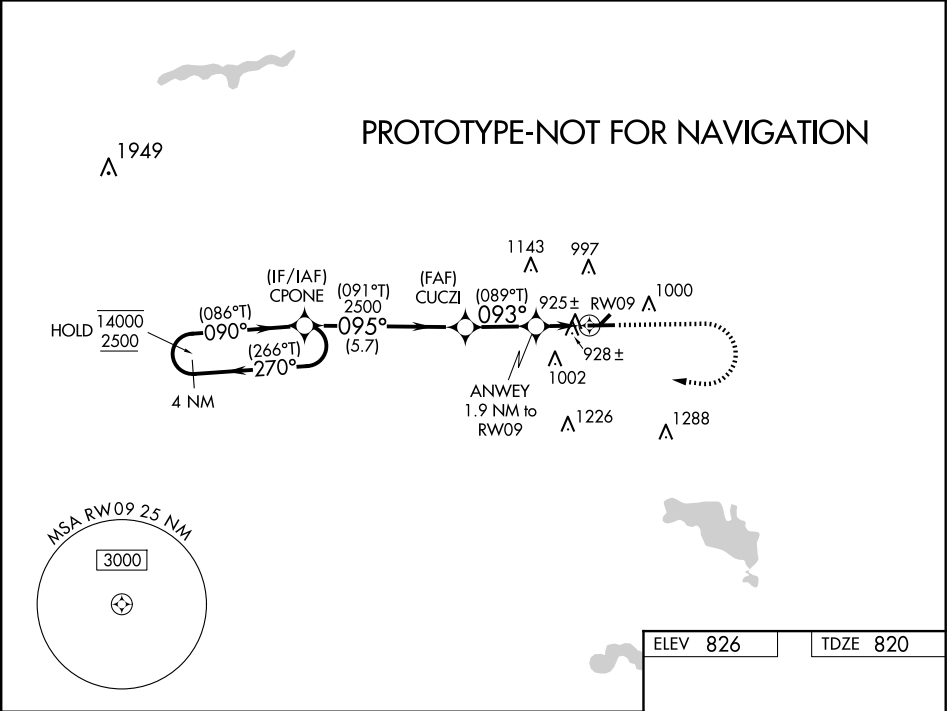 PROTOTYPE-NOT FOR NAVIGATION
1949
1143
997
(IF/IAF)
CPONE
(091°T)
2500
095°
(5.7)
(FAF)
CUCZI
(089°T)
093°
925±
RW09
1000
HOLD
14000
2500
(086°T)
090°
(266°T)
270°
4 NM
928±
1002
ANWEY
1.9 NM to
RW09
1226
1288
MSA RW09 25 NM
3000
ELEV 826
TDZE 820